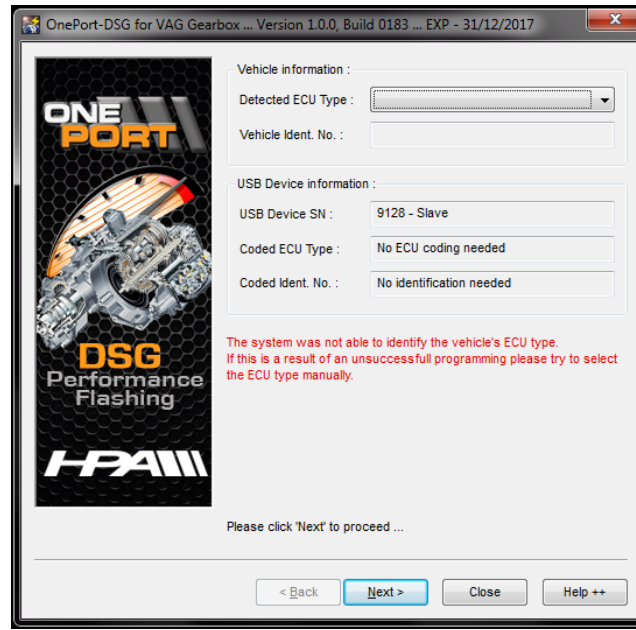 OnePort-DSG for VAG Gearbox ... Version 1.0.0, Build 0183 ... EXP - 31/12/2017
ONE
PORT
DSG
Performance
Flashing
HPA
Vehicle information :
Detected ECU Type :
Vehicle Ident. No. :
USB Device information :
USB Device SN : 9128 - Slave
Coded ECU Type : No ECU coding needed
Coded Ident. No. : No identification needed
The system was not able to identify the vehicle's ECU type.
If this is a result of an unsuccessfull programming please try to select
the ECU type manually.
Please click 'Next' to proceed ...
< Back Next > Close Help ++